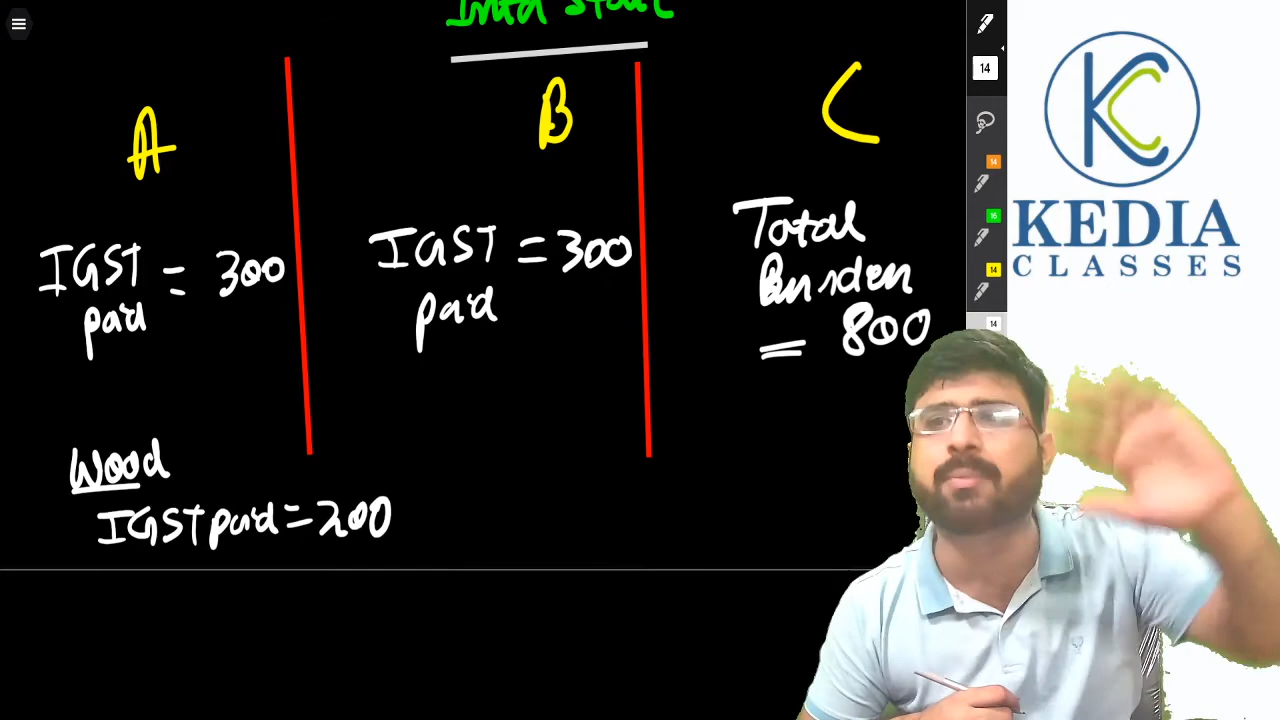 A
B
C
IGST = 300
paid
IGST = 300
paid
Total
Burden
= 800
Wood
IGST paid = 200
14
14
16
14
14
KC
KEDIA
CLASSES